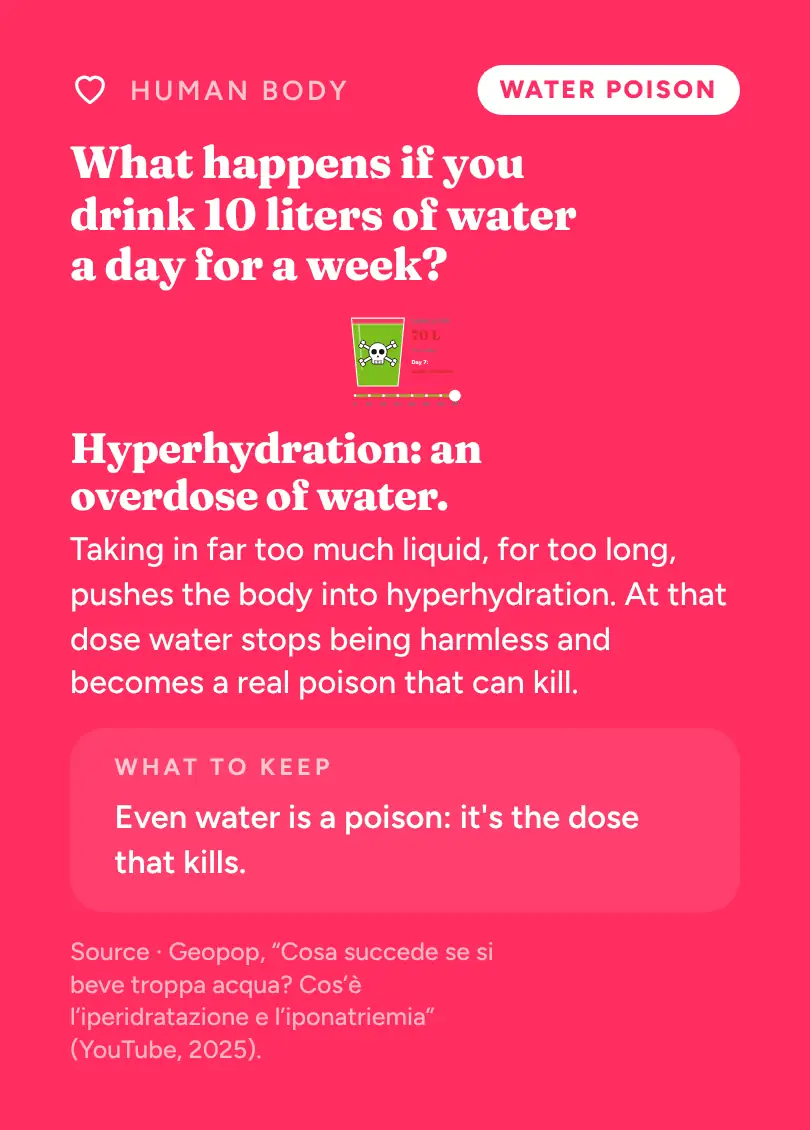 HUMAN BODY
WATER POISON
What happens if you
drink 10 liters of water
a day for a week?
70 L
Day 7:
Hyperhydration: an
overdose of water.
Taking in far too much liquid, for too long,
pushes the body into hyperhydration. At that
dose water stops being harmless and
becomes a real poison that can kill.
WHAT TO KEEP
Even water is a poison: it's the dose
that kills.
Source · Geopop, “Cosa succede se si
beve troppa acqua? Cos’è
l’iperidratazione e l’iponatriemia”
(YouTube, 2025).